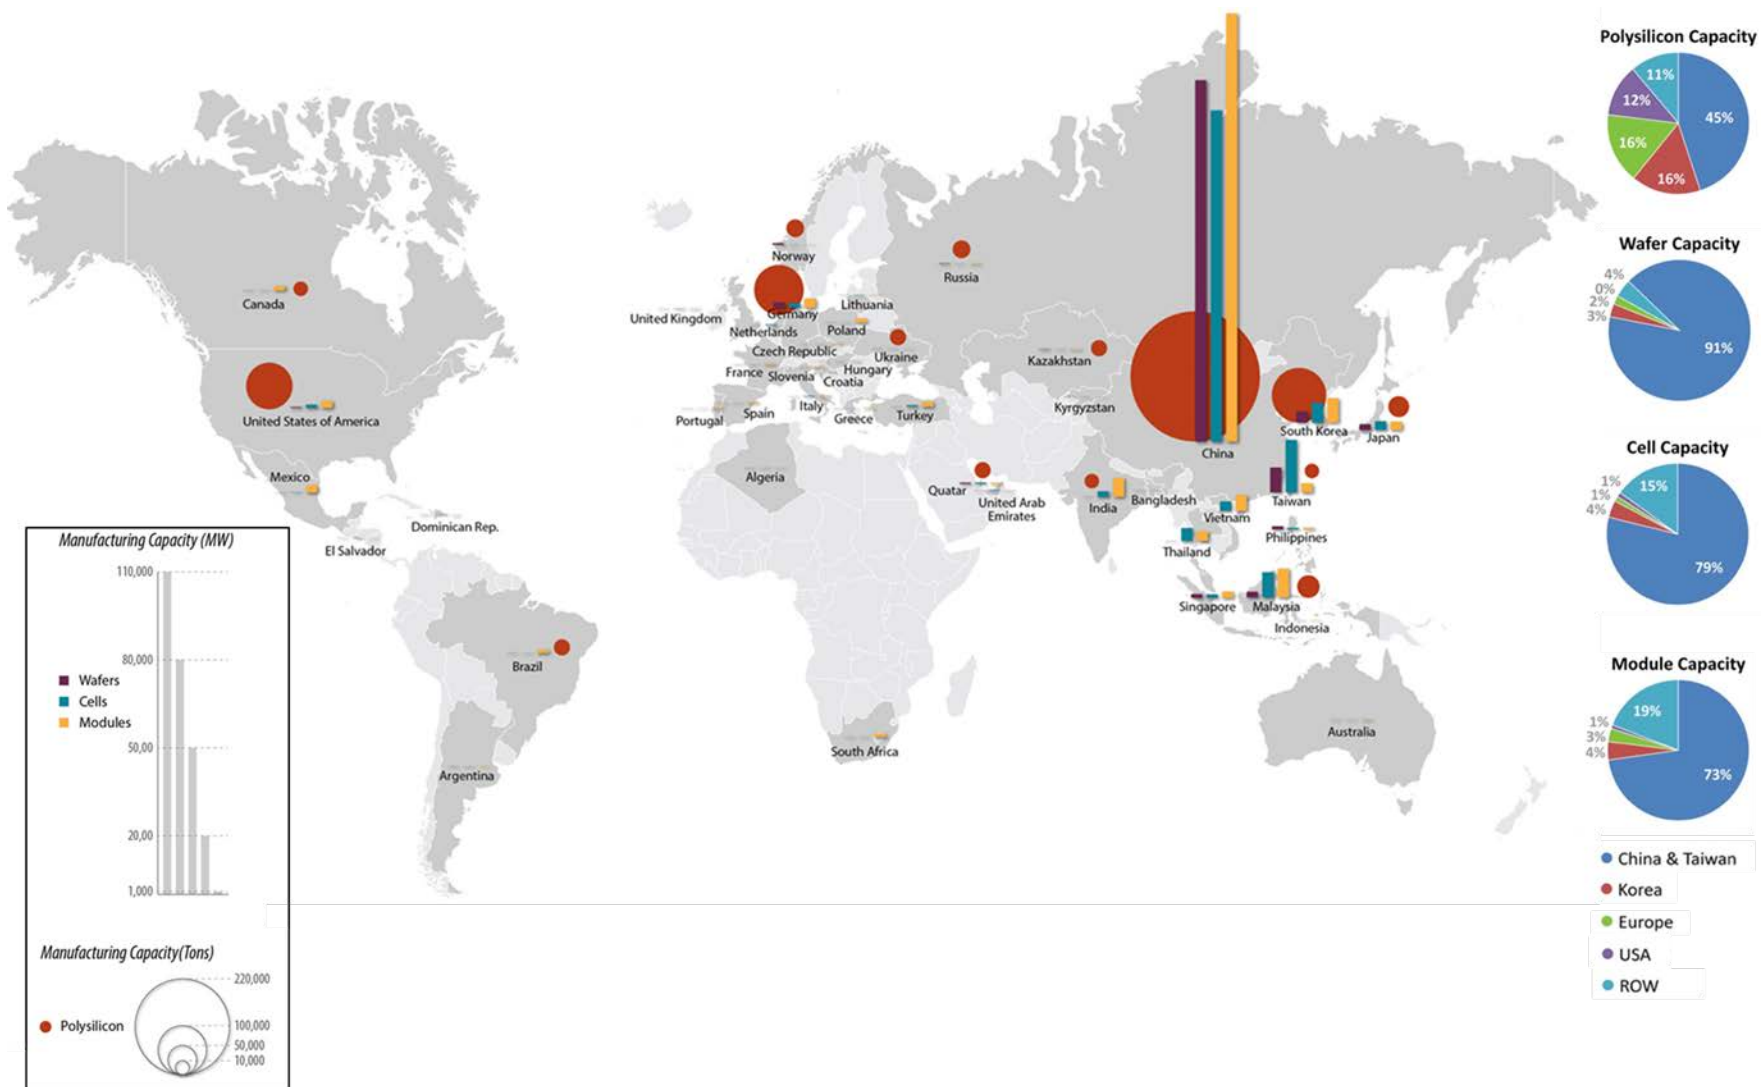 Polysilicon Capacity
11%
12%
45%
16%
16%
Wafer Capacity
4%
0%
2%
3%
91%
Cell Capacity
1%
1%
4%
15%
79%
Module Capacity
19%
1%
3%
4%
73%
China & Taiwan
Korea
Europe
USA
ROW
Canada
United States of America
Mexico
Dominican Rep.
El Salvador
Brazil
Argentina
Norway
Russia
United Kingdom
Germany
Lithuania
Netherlands
Poland
Czech Republic
Ukraine
France
Slovenia
Hungary
Croatia
Portugal
Spain
Italy
Greece
Turkey
Kazakhstan
Kyrgyzstan
China
South Korea
Japan
Algeria
Quatar
United Arab
Emirates
India
Bangladesh
Taiwan
Vietnam
Thailand
Philippines
Singapore
Malaysia
Indonesia
South Africa
Australia
Manufacturing Capacity (MW)
110,000
80,000
50,00
20,00
1,000
Wafers
Cells
Modules
Manufacturing Capacity(Tons)
220,000
100,000
50,000
10,000
Polysilicon